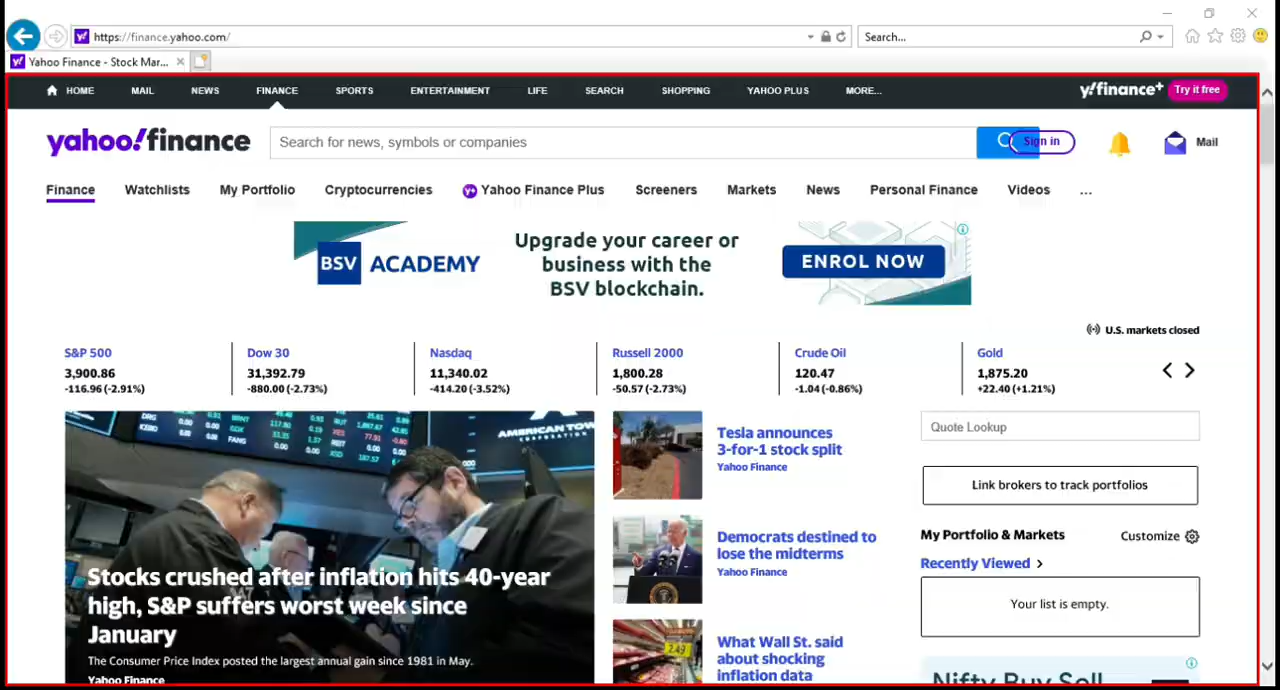 https://finance.yahoo.com/
Search...
Yahoo Finance - Stock Mar...
HOME MAIL NEWS FINANCE SPORTS ENTERTAINMENT LIFE SEARCH SHOPPING YAHOO PLUS MORE...
y!finance+ Try it free
yahoo!finance
Search for news, symbols or companies
Sign in
Mail
Finance Watchlists My Portfolio Cryptocurrencies Yahoo Finance Plus Screeners Markets News Personal Finance Videos ...
BSV ACADEMY
Upgrade your career or
business with the
BSV blockchain.
ENROL NOW
U.S. markets closed
S&P 500
3,900.86
-116.96 (-2.91%)
Dow 30
31,392.79
-880.00 (-2.73%)
Nasdaq
11,340.02
-414.20 (-3.52%)
Russell 2000
1,800.28
-50.57 (-2.73%)
Crude Oil
120.47
-1.04 (-0.86%)
Gold
1,875.20
+22.40 (+1.21%)
AMERICAN TOW
CORPORATION
Stocks crushed after inflation hits 40-year
high, S&P suffers worst week since
January
The Consumer Price Index posted the largest annual gain since 1981 in May.
Yahoo Finance
Tesla announces
3-for-1 stock split
Yahoo Finance
Democrats destined to
lose the midterms
Yahoo Finance
2.49
What Wall St. said
about shocking
inflation data
Quote Lookup
Link brokers to track portfolios
My Portfolio & Markets
Customize
Recently Viewed
Your list is empty.
Nifty Buy Sell